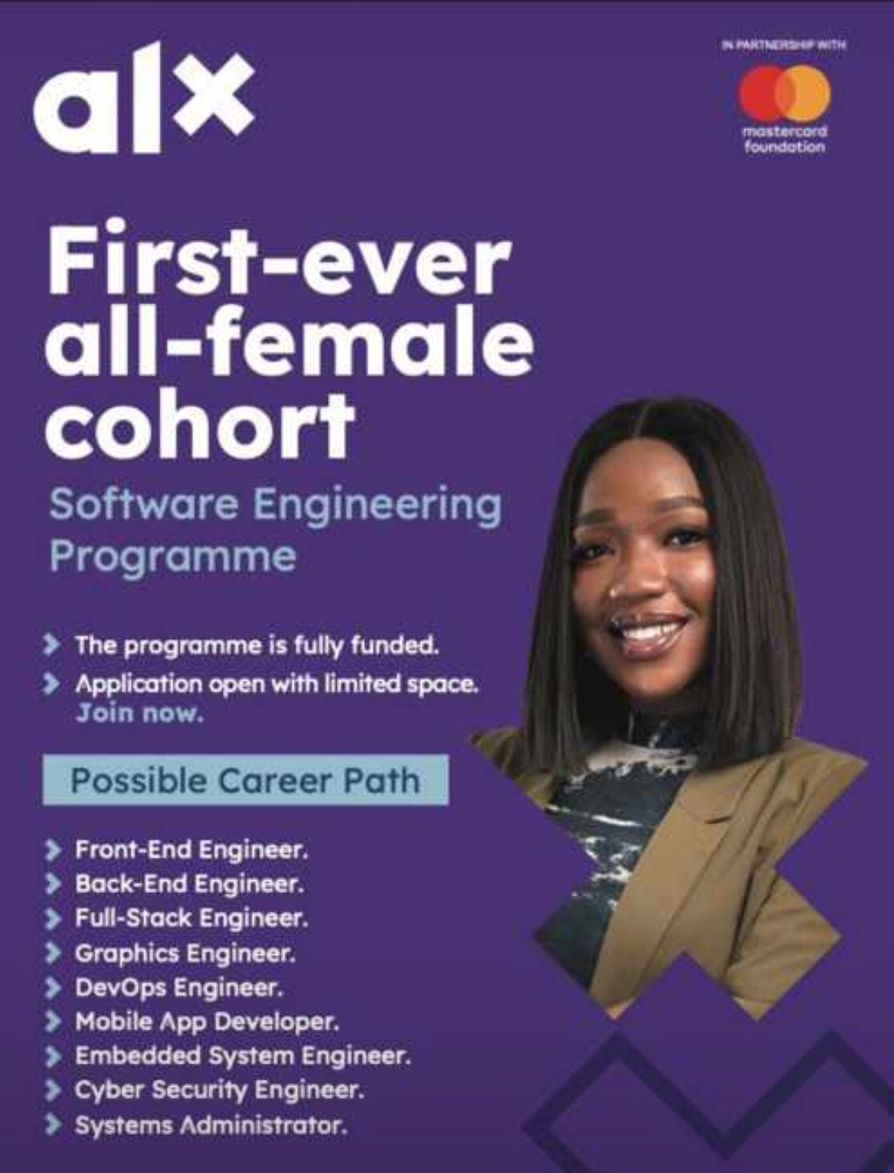 alx
IN PARTNERSHIP WITH
mastercard
foundation
First-ever
all-female
cohort
Software Engineering
Programme
The programme is fully funded.
Application open with limited space.
Join now.
Possible Career Path
Front-End Engineer.
Back-End Engineer.
Full-Stack Engineer.
Graphics Engineer.
DevOps Engineer.
Mobile App Developer.
Embedded System Engineer.
Cyber Security Engineer.
Systems Administrator.